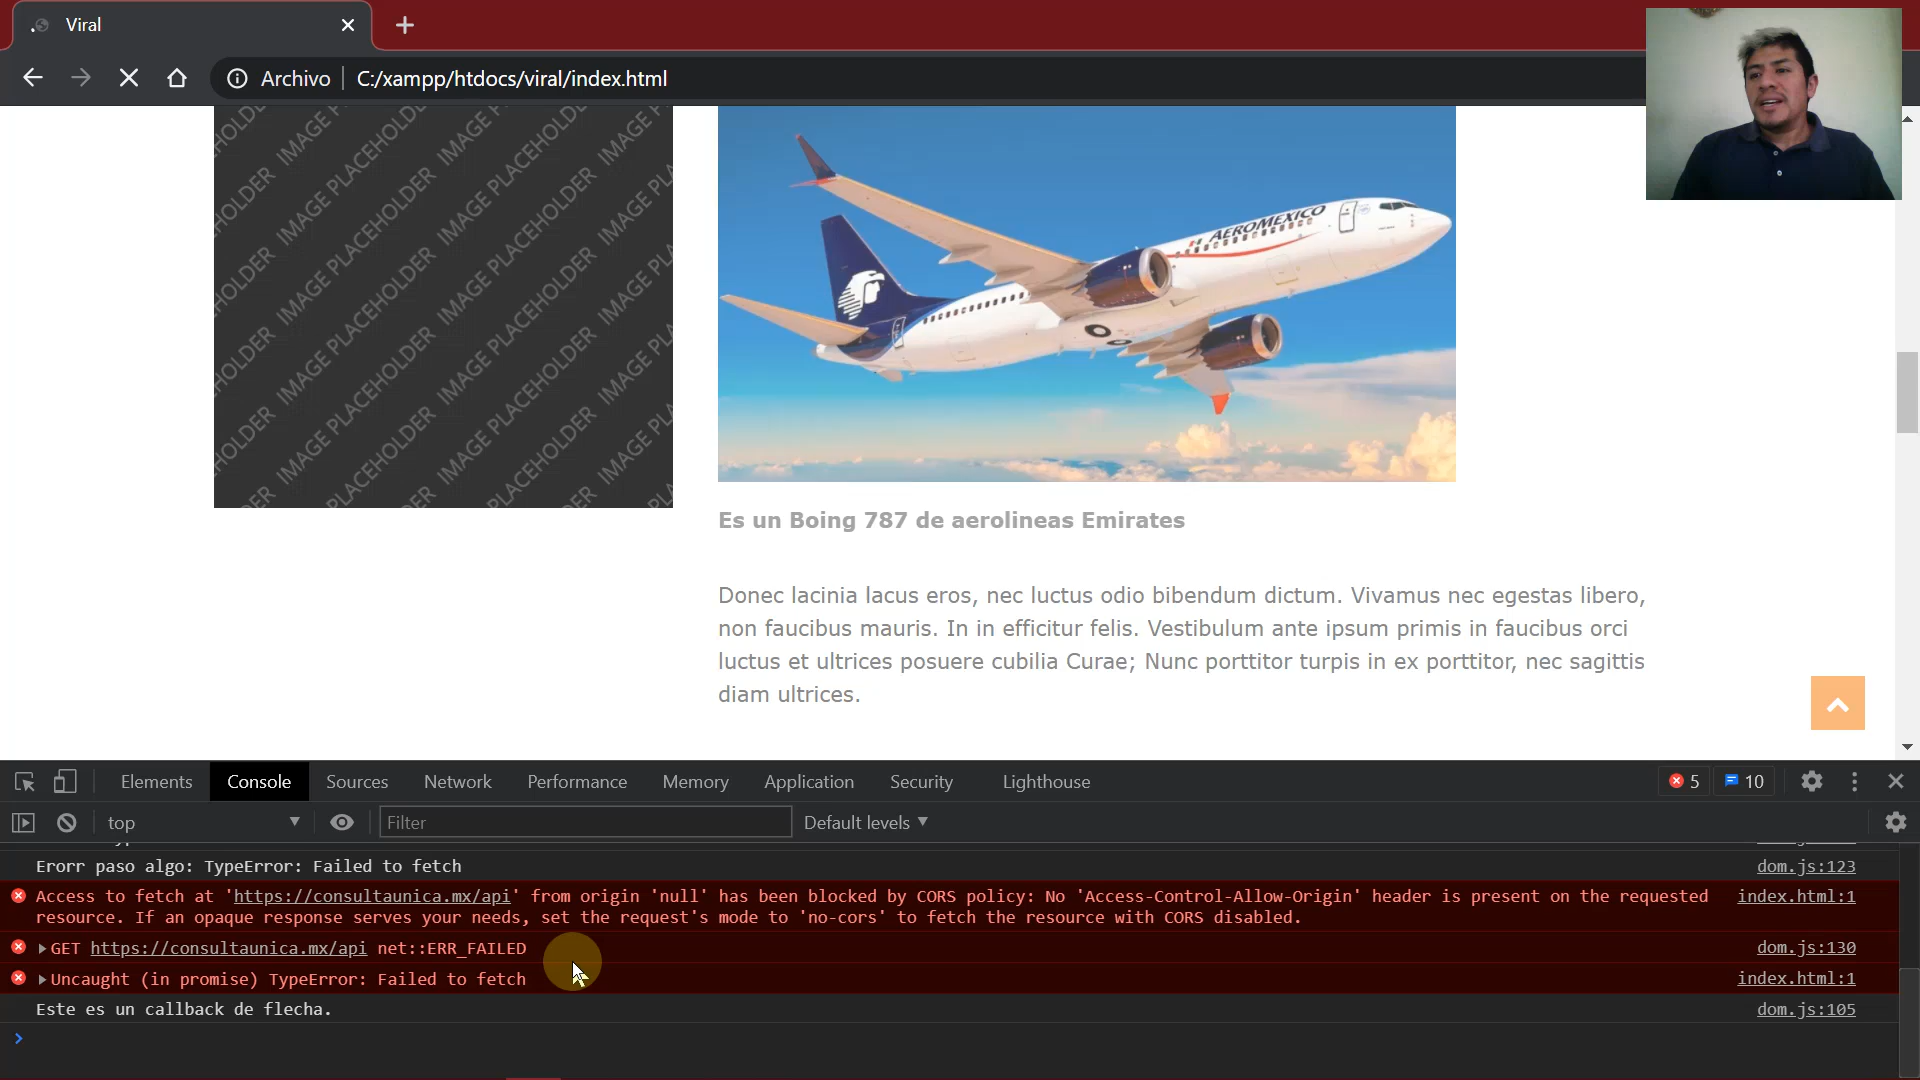 Viral
Archivo
C:/xampp/htdocs/viral/index.html
IMAGE PLACEHOLDER
AEROMEXICO
Es un Boing 787 de aerolineas Emirates
Donec lacinia lacus eros, nec luctus odio bibendum dictum. Vivamus nec egestas libero,
non faucibus mauris. In in efficitur felis. Vestibulum ante ipsum primis in faucibus orci
luctus et ultrices posuere cubilia Curae; Nunc porttitor turpis in ex porttitor, nec sagittis
diam ultrices.
Elements Console Sources Network Performance Memory Application Security Lighthouse 5 10
top Filter Default levels
Erorr paso algo: TypeError: Failed to fetch dom.js:123
Access to fetch at 'https://consultaunica.mx/api' from origin 'null' has been blocked by CORS policy: No 'Access-Control-Allow-Origin' header is present on the requested index.html:1
resource. If an opaque response serves your needs, set the request's mode to 'no-cors' to fetch the resource with CORS disabled.
GET https://consultaunica.mx/api net::ERR_FAILED dom.js:130
Uncaught (in promise) TypeError: Failed to fetch index.html:1
Este es un callback de flecha. dom.js:105